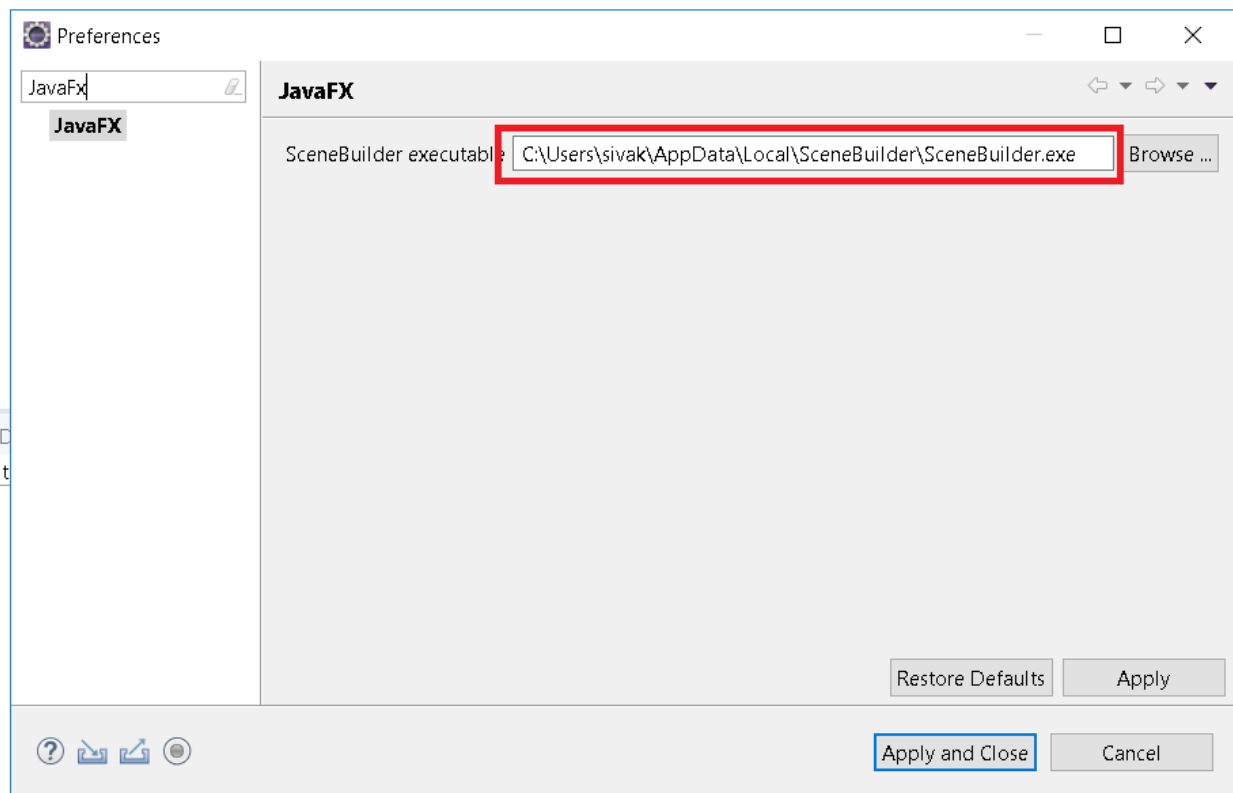 Preferences
JavaFx
JavaFX
JavaFX
SceneBuilder executable C:\Users\sivak\AppData\Local\SceneBuilder\SceneBuilder.exe Browse ...
D
t
Restore Defaults Apply
? Apply and Close Cancel